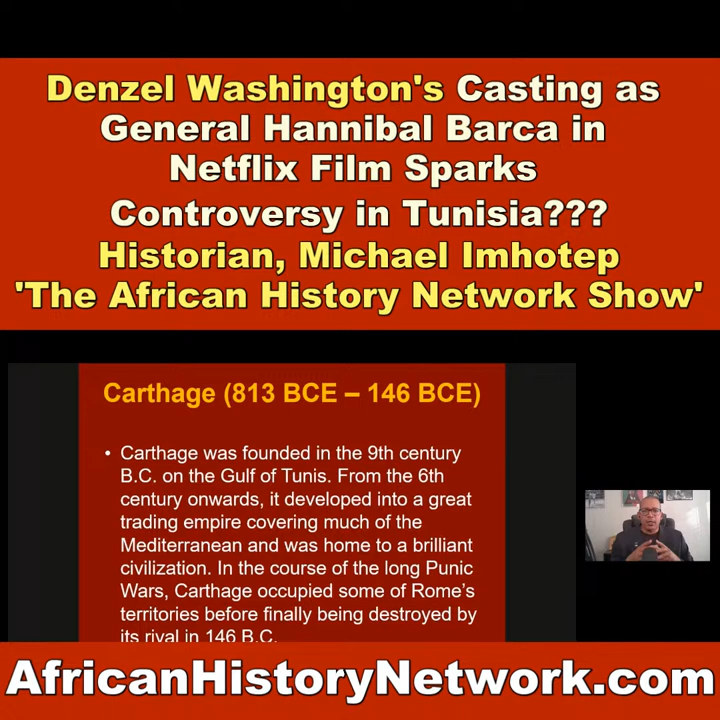 Denzel Washington's Casting as
General Hannibal Barca in
Netflix Film Sparks
Controversy in Tunisia???
Historian, Michael Imhotep
'The African History Network Show'
Carthage (813 BCE – 146 BCE)
• Carthage was founded in the 9th century
B.C. on the Gulf of Tunis. From the 6th
century onwards, it developed into a great
trading empire covering much of the
Mediterranean and was home to a brilliant
civilization. In the course of the long Punic
Wars, Carthage occupied some of Rome's
territories before finally being destroyed by
its rival in 146 B.C.
AfricanHistoryNetwork.com